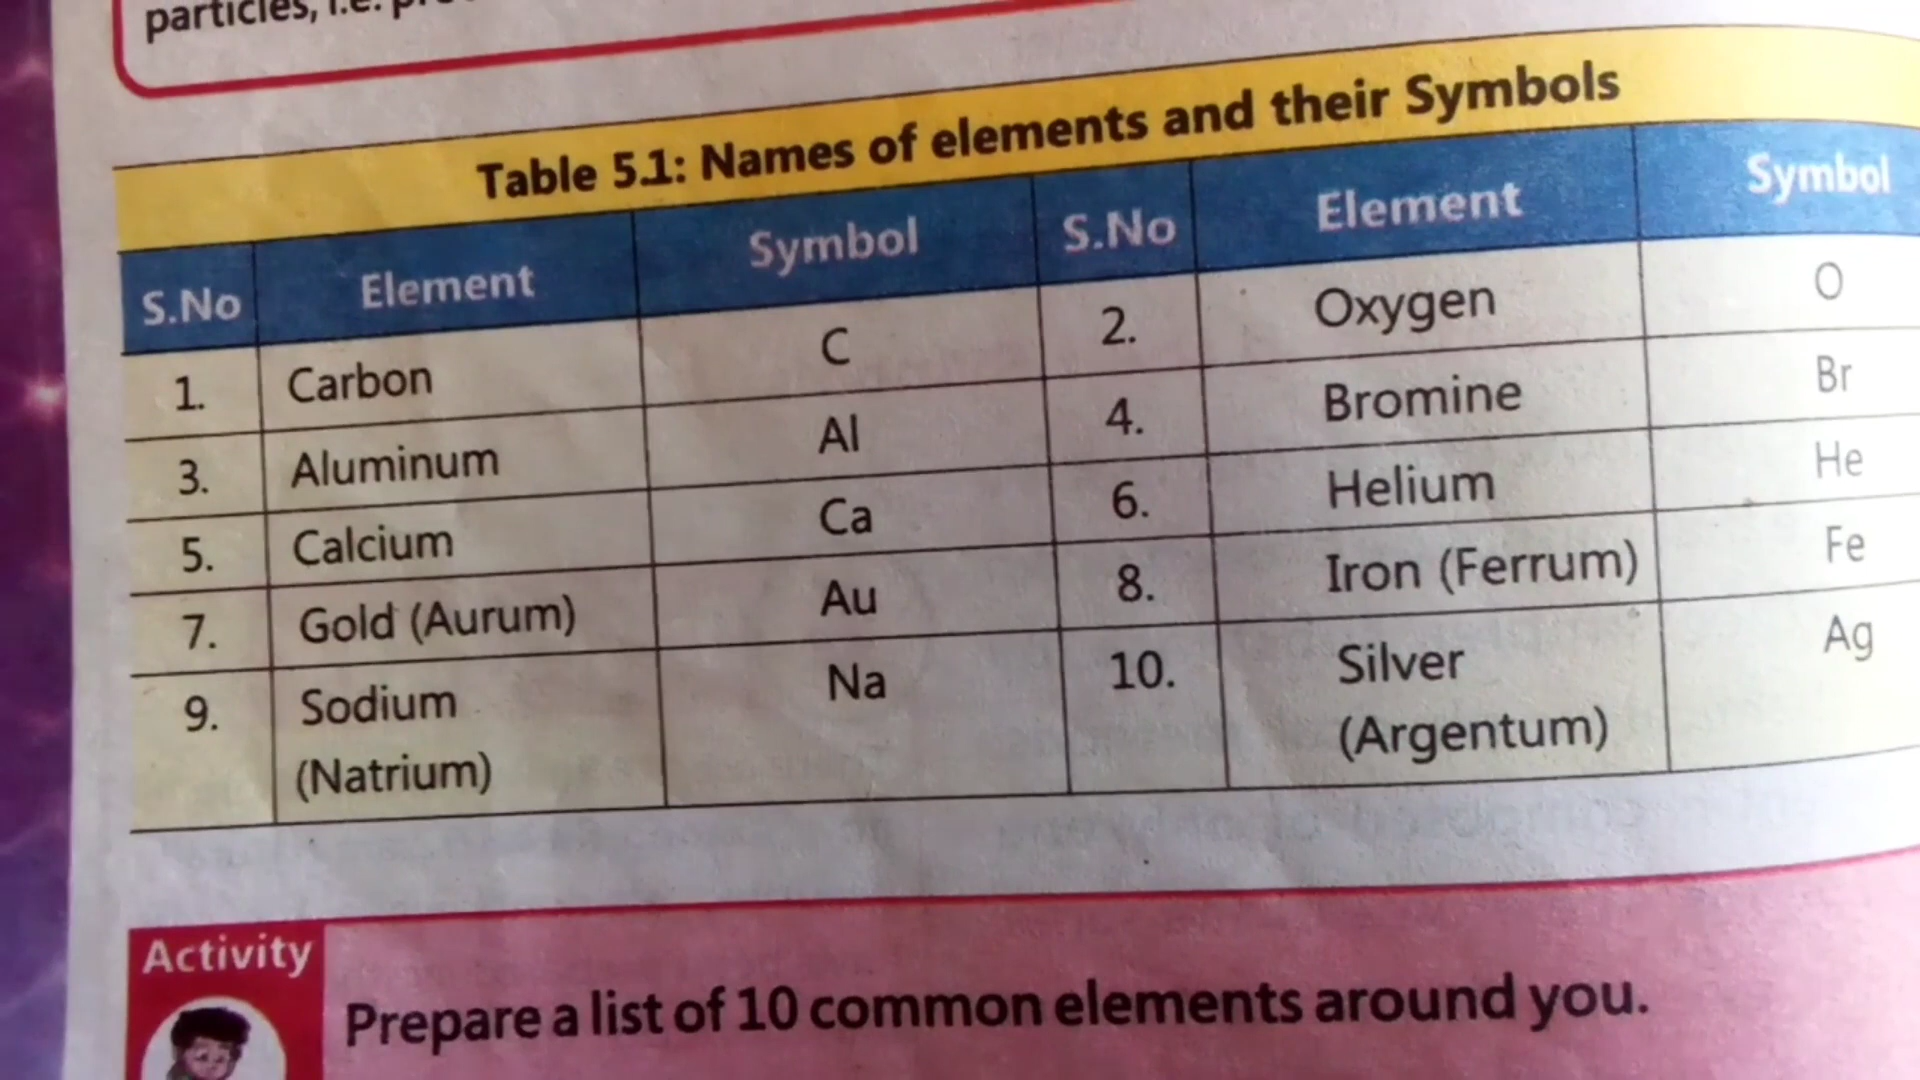 particles, i.e.
Table 5.1: Names of elements and their Symbols
S.No Element Symbol S.No Element Symbol
1. Carbon C 2. Oxygen O
3. Aluminum Al 4. Bromine Br
5. Calcium Ca 6. Helium He
7. Gold (Aurum) Au 8. Iron (Ferrum) Fe
9. Sodium (Natrium) Na 10. Silver (Argentum) Ag
Activity
Prepare a list of 10 common elements around you.